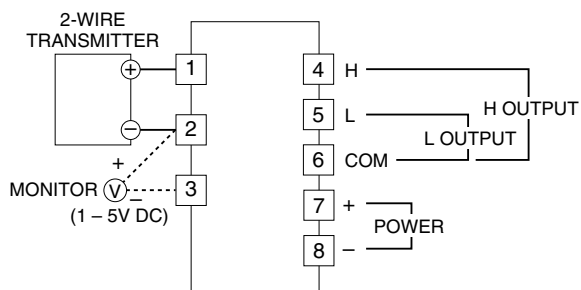 2-WIRE
TRANSMITTER
+ 1
− 2
+
MONITOR V
− 3
(1 – 5V DC)
4 H
5 L
H OUTPUT
L OUTPUT
6 COM
7 +
POWER
8 −